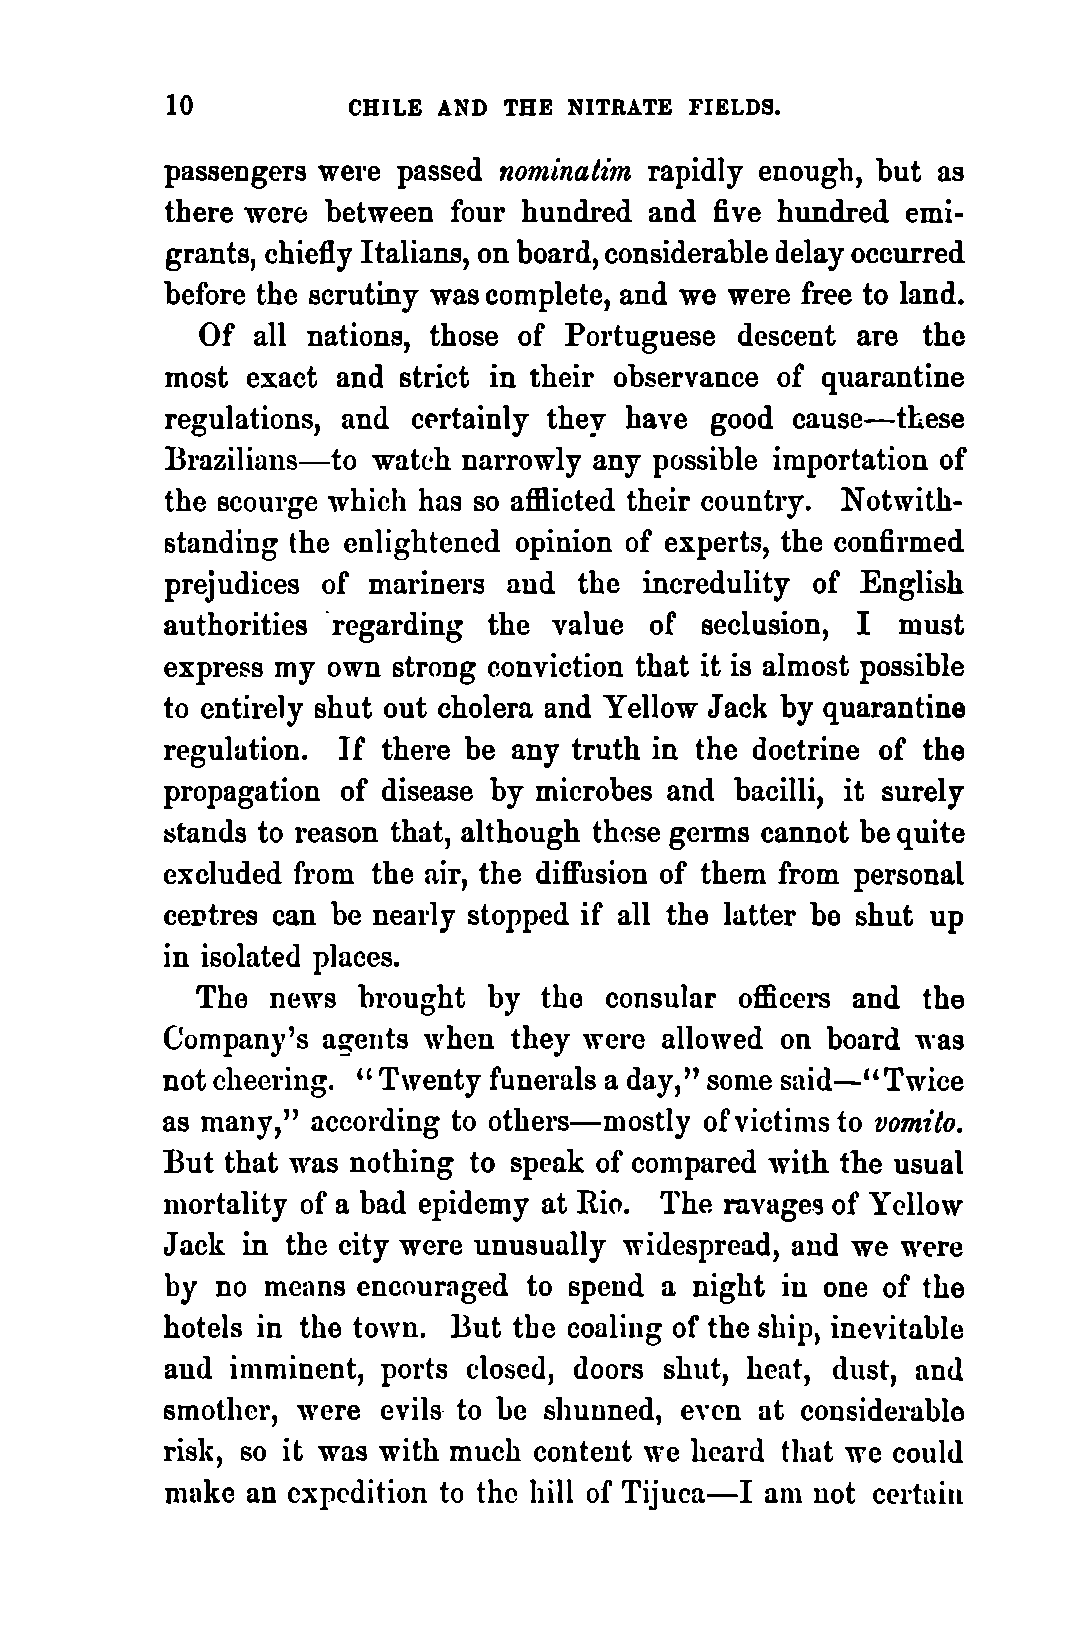 10 CHILE AND THE NITRATE FIELDS.
passengers were passed nominatim rapidly enough, but as
there were between four hundred and five hundred emi-
grants, chiefly Italians, on board, considerable delay occurred
before the scrutiny was complete, and we were free to land.
Of all nations, those of Portuguese descent are the
most exact and strict in their observance of quarantine
regulations, and certainly they have good cause—these
Brazilians—to watch narrowly any possible importation of
the scourge which has so afflicted their country. Notwith-
standing the enlightened opinion of experts, the confirmed
prejudices of mariners and the incredulity of English
authorities regarding the value of seclusion, I must
express my own strong conviction that it is almost possible
to entirely shut out cholera and Yellow Jack by quarantine
regulation. If there be any truth in the doctrine of the
propagation of disease by microbes and bacilli, it surely
stands to reason that, although these germs cannot be quite
excluded from the air, the diffusion of them from personal
centres can be nearly stopped if all the latter be shut up
in isolated places.
The news brought by the consular officers and the
Company's agents when they were allowed on board was
not cheering. "Twenty funerals a day," some said—"Twice
as many," according to others—mostly of victims to vomito.
But that was nothing to speak of compared with the usual
mortality of a bad epidemy at Rio. The ravages of Yellow
Jack in the city were unusually widespread, and we were
by no means encouraged to spend a night in one of the
hotels in the town. But the coaling of the ship, inevitable
and imminent, ports closed, doors shut, heat, dust, and
smother, were evils to be shunned, even at considerable
risk, so it was with much content we heard that we could
make an expedition to the hill of Tijuca—I am not certain